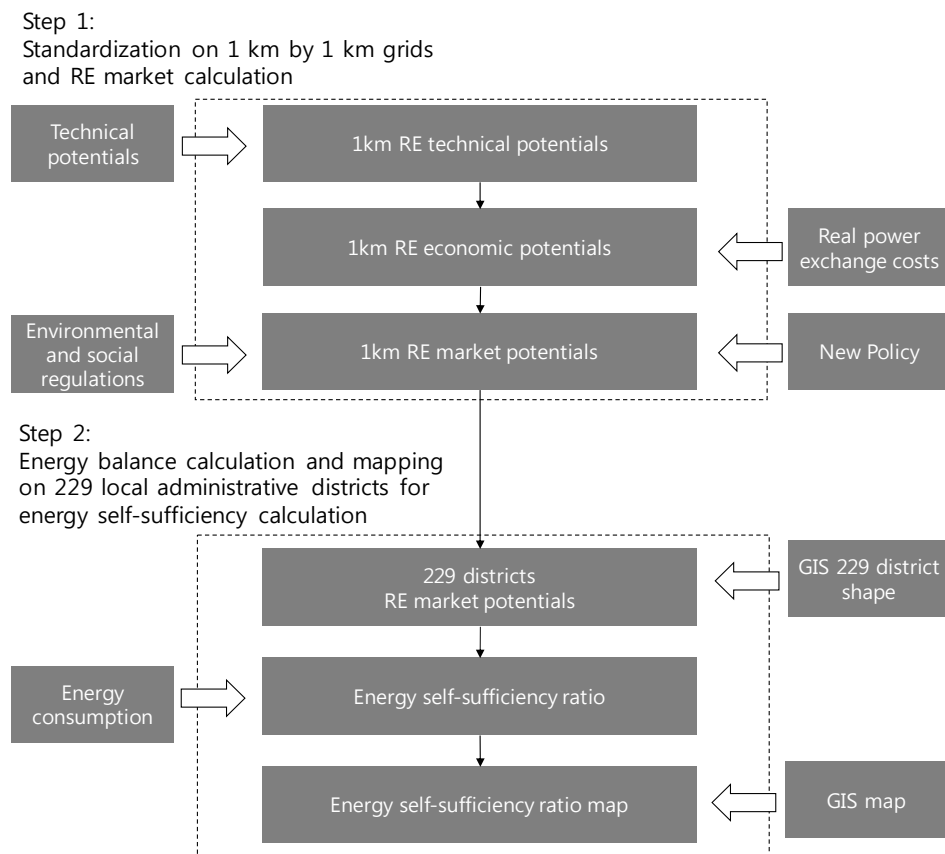 Step 1:
Standardization on 1 km by 1 km grids
and RE market calculation
Technical
potentials
1km RE technical potentials
1km RE economic potentials
Real power
exchange costs
Environmental
and social
regulations
1km RE market potentials
New Policy
Step 2:
Energy balance calculation and mapping
on 229 local administrative districts for
energy self-sufficiency calculation
229 districts
RE market potentials
GIS 229 district
shape
Energy
consumption
Energy self-sufficiency ratio
Energy self-sufficiency ratio map
GIS map